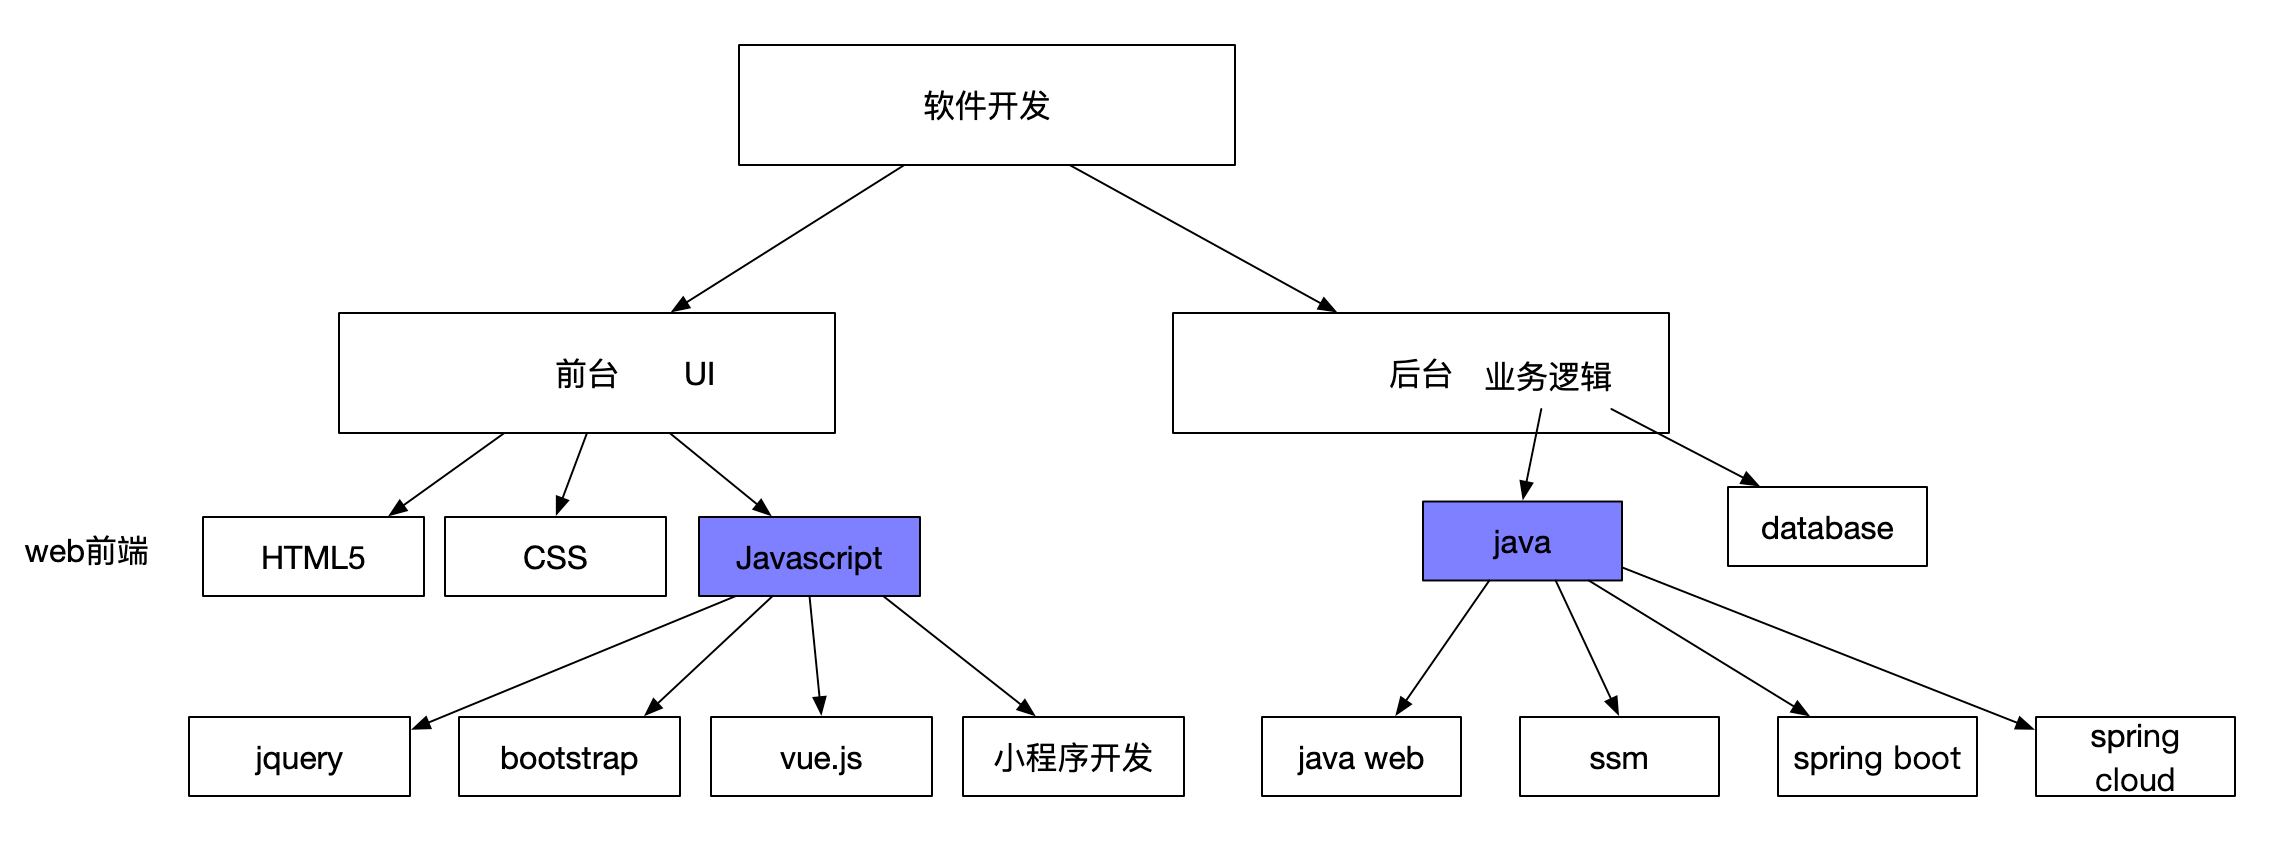 软件开发
前台 UI
后台 业务逻辑
web前端
HTML5
CSS
Javascript
java
database
jquery
bootstrap
vue.js
小程序开发
java web
ssm
spring boot
spring
cloud